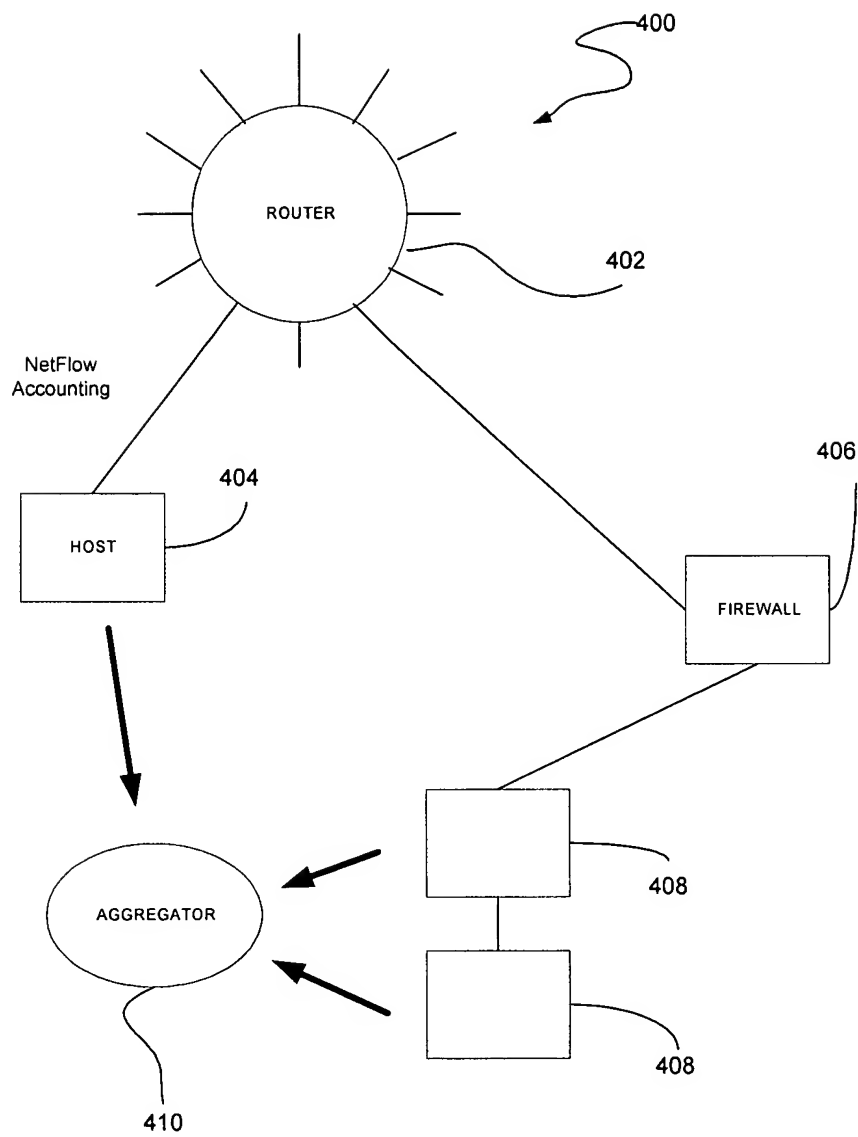 400
ROUTER
402
NetFlow
Accounting
404
406
HOST
FIREWALL
408
AGGREGATOR
408
410